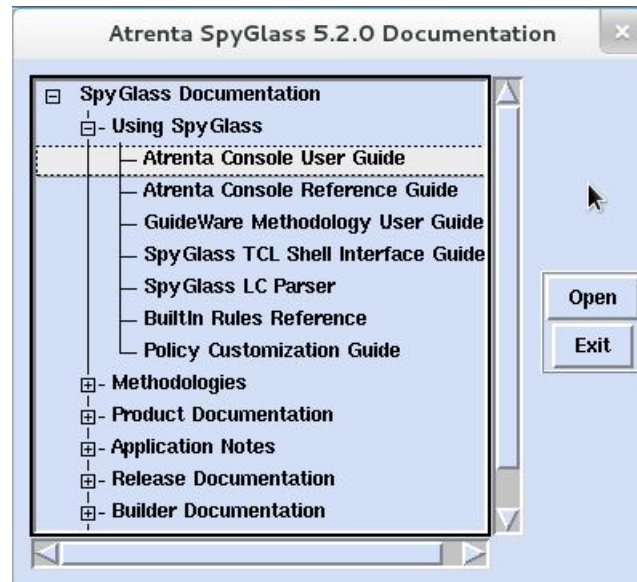 Atrenta SpyGlass 5.2.0 Documentation
SpyGlass Documentation
Using SpyGlass
Atrenta Console User Guide
Atrenta Console Reference Guide
GuideWare Methodology User Guide
SpyGlass TCL Shell Interface Guide
SpyGlass LC Parser
BuiltIn Rules Reference
Policy Customization Guide
Methodologies
Product Documentation
Application Notes
Release Documentation
Builder Documentation
Open
Exit